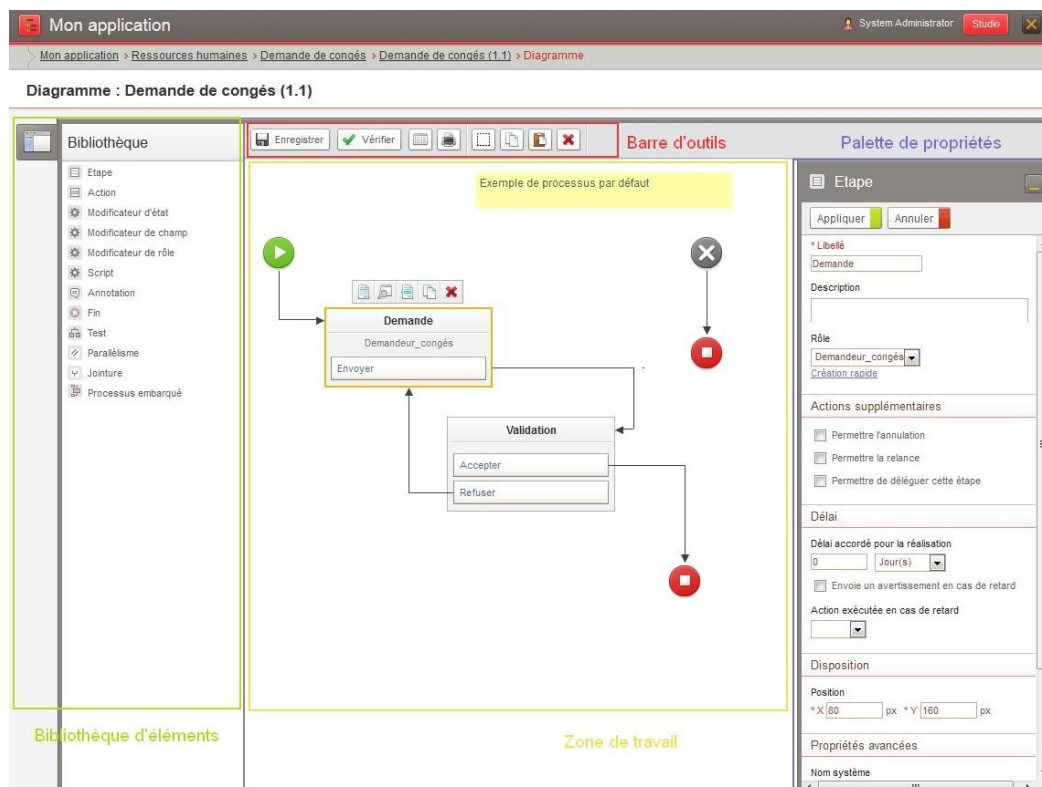 Mon application
System Administrator
Studio
Mon application > Ressources humaines > Demande de congés > Demande de congés (1.1) > Diagramme
Diagramme : Demande de congés (1.1)
Bibliothèque
Etape
Action
Modificateur d'état
Modificateur de champ
Modificateur de rôle
Script
Annotation
Fin
Test
Parallèlisme
Jointure
Processus embarqué
Bibliothèque d'éléments
Enregistrer
Vérifier
Barre d'outils
Exemple de processus par défaut
Demande
Demandeur_congés
Envoyer
Validation
Accepter
Refuser
Zone de travail
Palette de propriétés
Etape
Appliquer
Annuler
* Libellé
Demande
Description
Rôle
Demandeur_congés
Création rapide
Actions supplémentaires
Permettre l'annulation
Permettre la relance
Permettre de déléguer cette étape
Délai
Délai accordé pour la réalisation
0 Jour(s)
Envoie un avertissement en cas de retard
Action exécutée en cas de retard
Disposition
Position
* X 80 px * Y 160 px
Propriétés avancées
Nom système